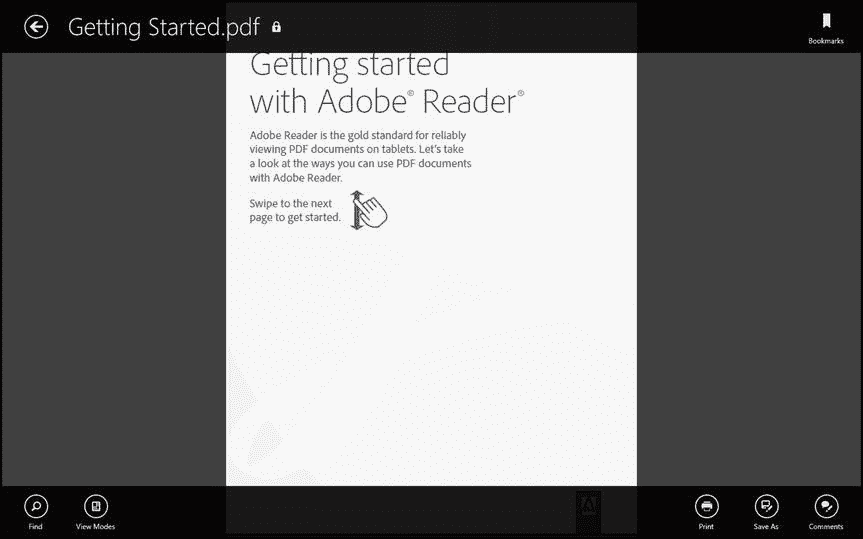 Getting Started.pdf
Bookmarks
Getting started
with Adobe® Reader®
Adobe Reader is the gold standard for reliably
viewing PDF documents on tablets. Let's take
a look at the ways you can use PDF documents
with Adobe Reader.
Swipe to the next
page to get started.
Find
View Modes
Print
Save As
Comments